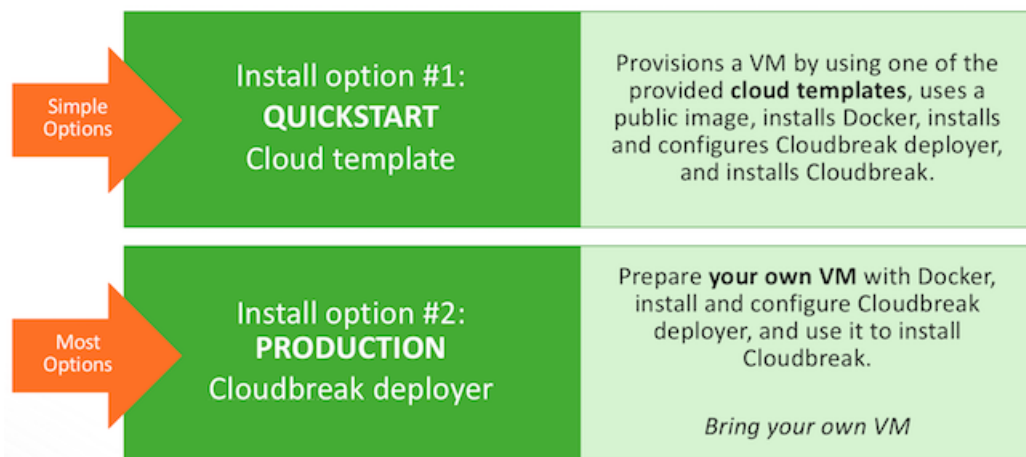 Simple
Options
Install option #1:
QUICKSTART
Cloud template
Provisions a VM by using one of the
provided cloud templates, uses a
public image, installs Docker, installs
and configures Cloudbreak deployer,
and installs Cloudbreak.
Most
Options
Install option #2:
PRODUCTION
Cloudbreak deployer
Prepare your own VM with Docker,
install and configure Cloudbreak
deployer, and use it to install
Cloudbreak.
Bring your own VM